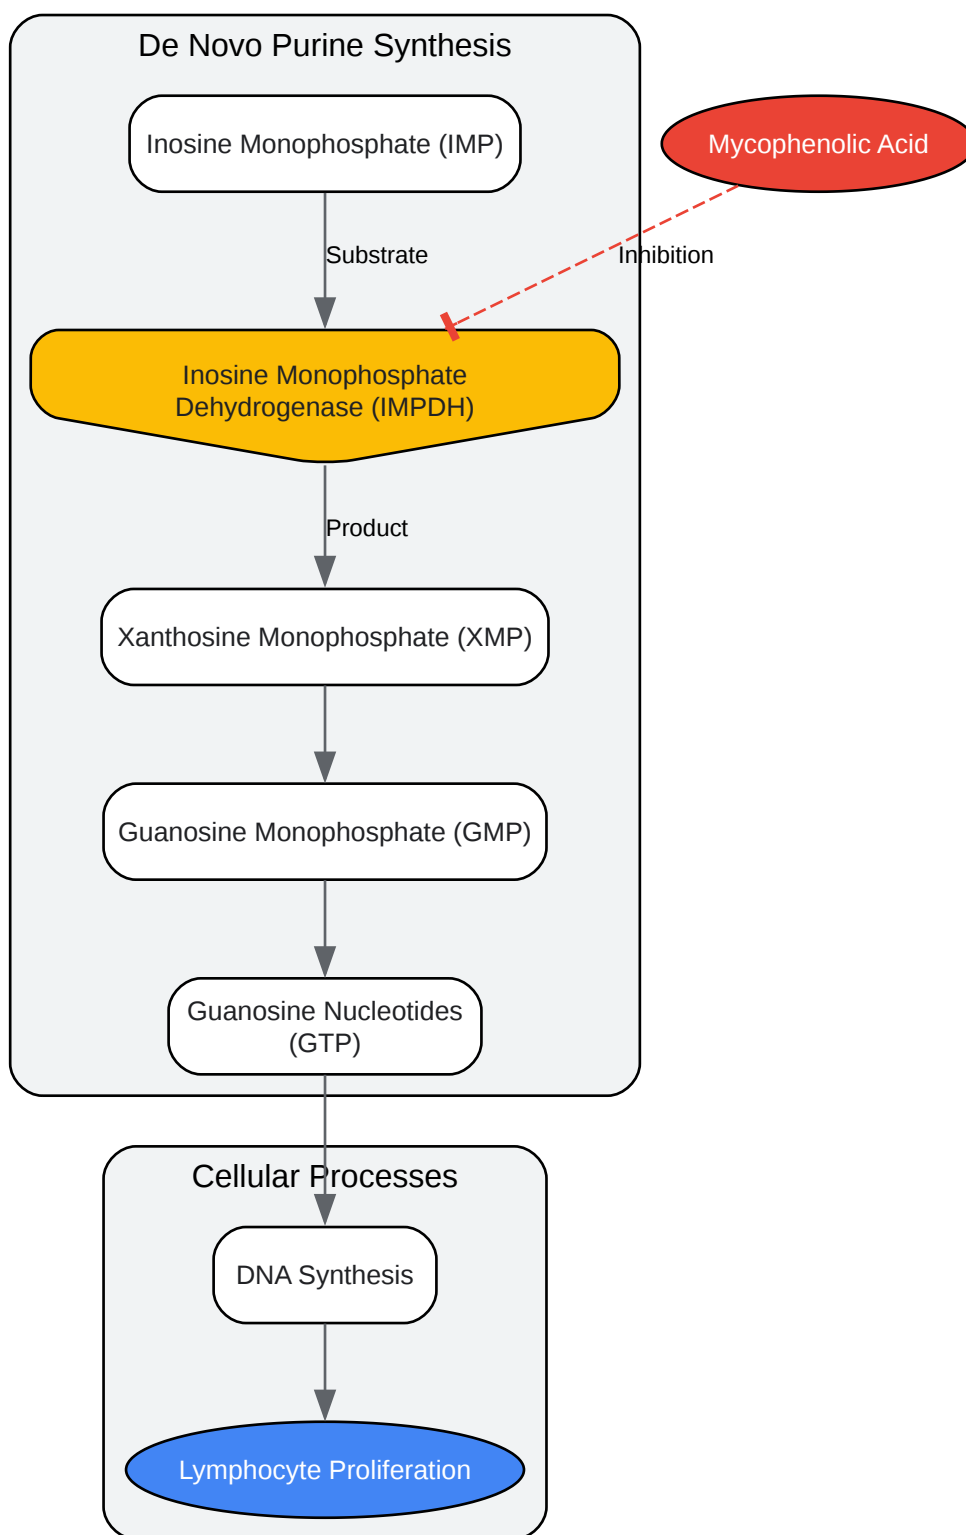 De Novo Purine Synthesis
Inosine Monophosphate (IMP)
Mycophenolic Acid
Substrate
Inhibition
Inosine Monophosphate
Dehydrogenase (IMPDH)
Product
Xanthosine Monophosphate (XMP)
Guanosine Monophosphate (GMP)
Guanosine Nucleotides
(GTP)
Cellular Processes
DNA Synthesis
Lymphocyte Proliferation